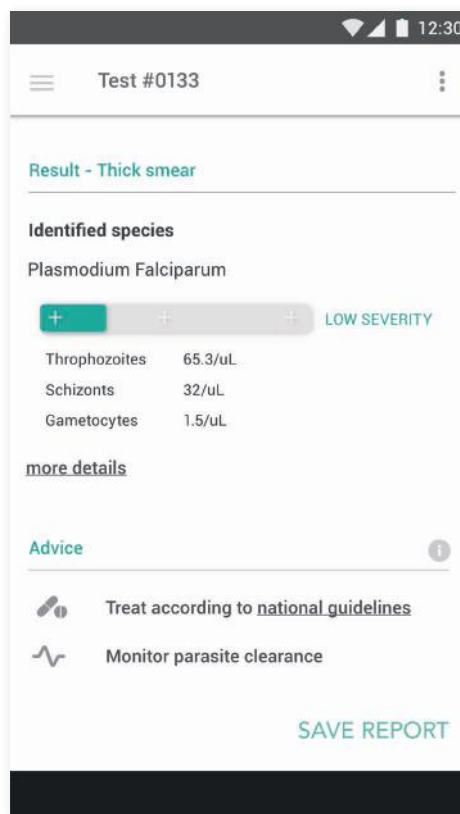 12:30
Test #0133
Result - Thick smear
Identified species
Plasmodium Falciparum
+ + + LOW SEVERITY
Throphozoites 65.3/uL
Schizonts 32/uL
Gametocytes 1.5/uL
more details
Advice
Treat according to national guidelines
Monitor parasite clearance
SAVE REPORT